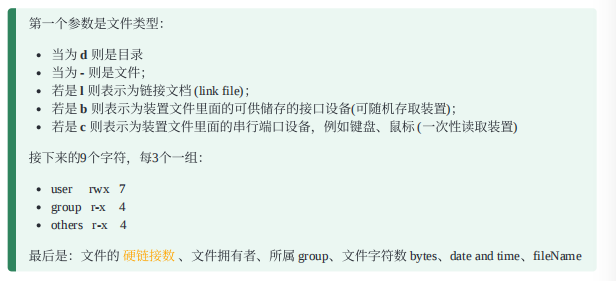 第一个参数是文件类型：
当为 d 则是目录
当为 - 则是文件；
若是 l 则表示为链接文档 (link file)；
若是 b 则表示为装置文件里面的可供储存的接口设备(可随机存取装置)；
若是 c 则表示为装置文件里面的串行端口设备，例如键盘、鼠标 (一次性读取装置)
接下来的9个字符，每3个一组：
user rwx 7
group r-x 4
others r-x 4
最后是：文件的 硬链接数 、文件拥有者、所属 group、文件字符数 bytes、date and time、fileName